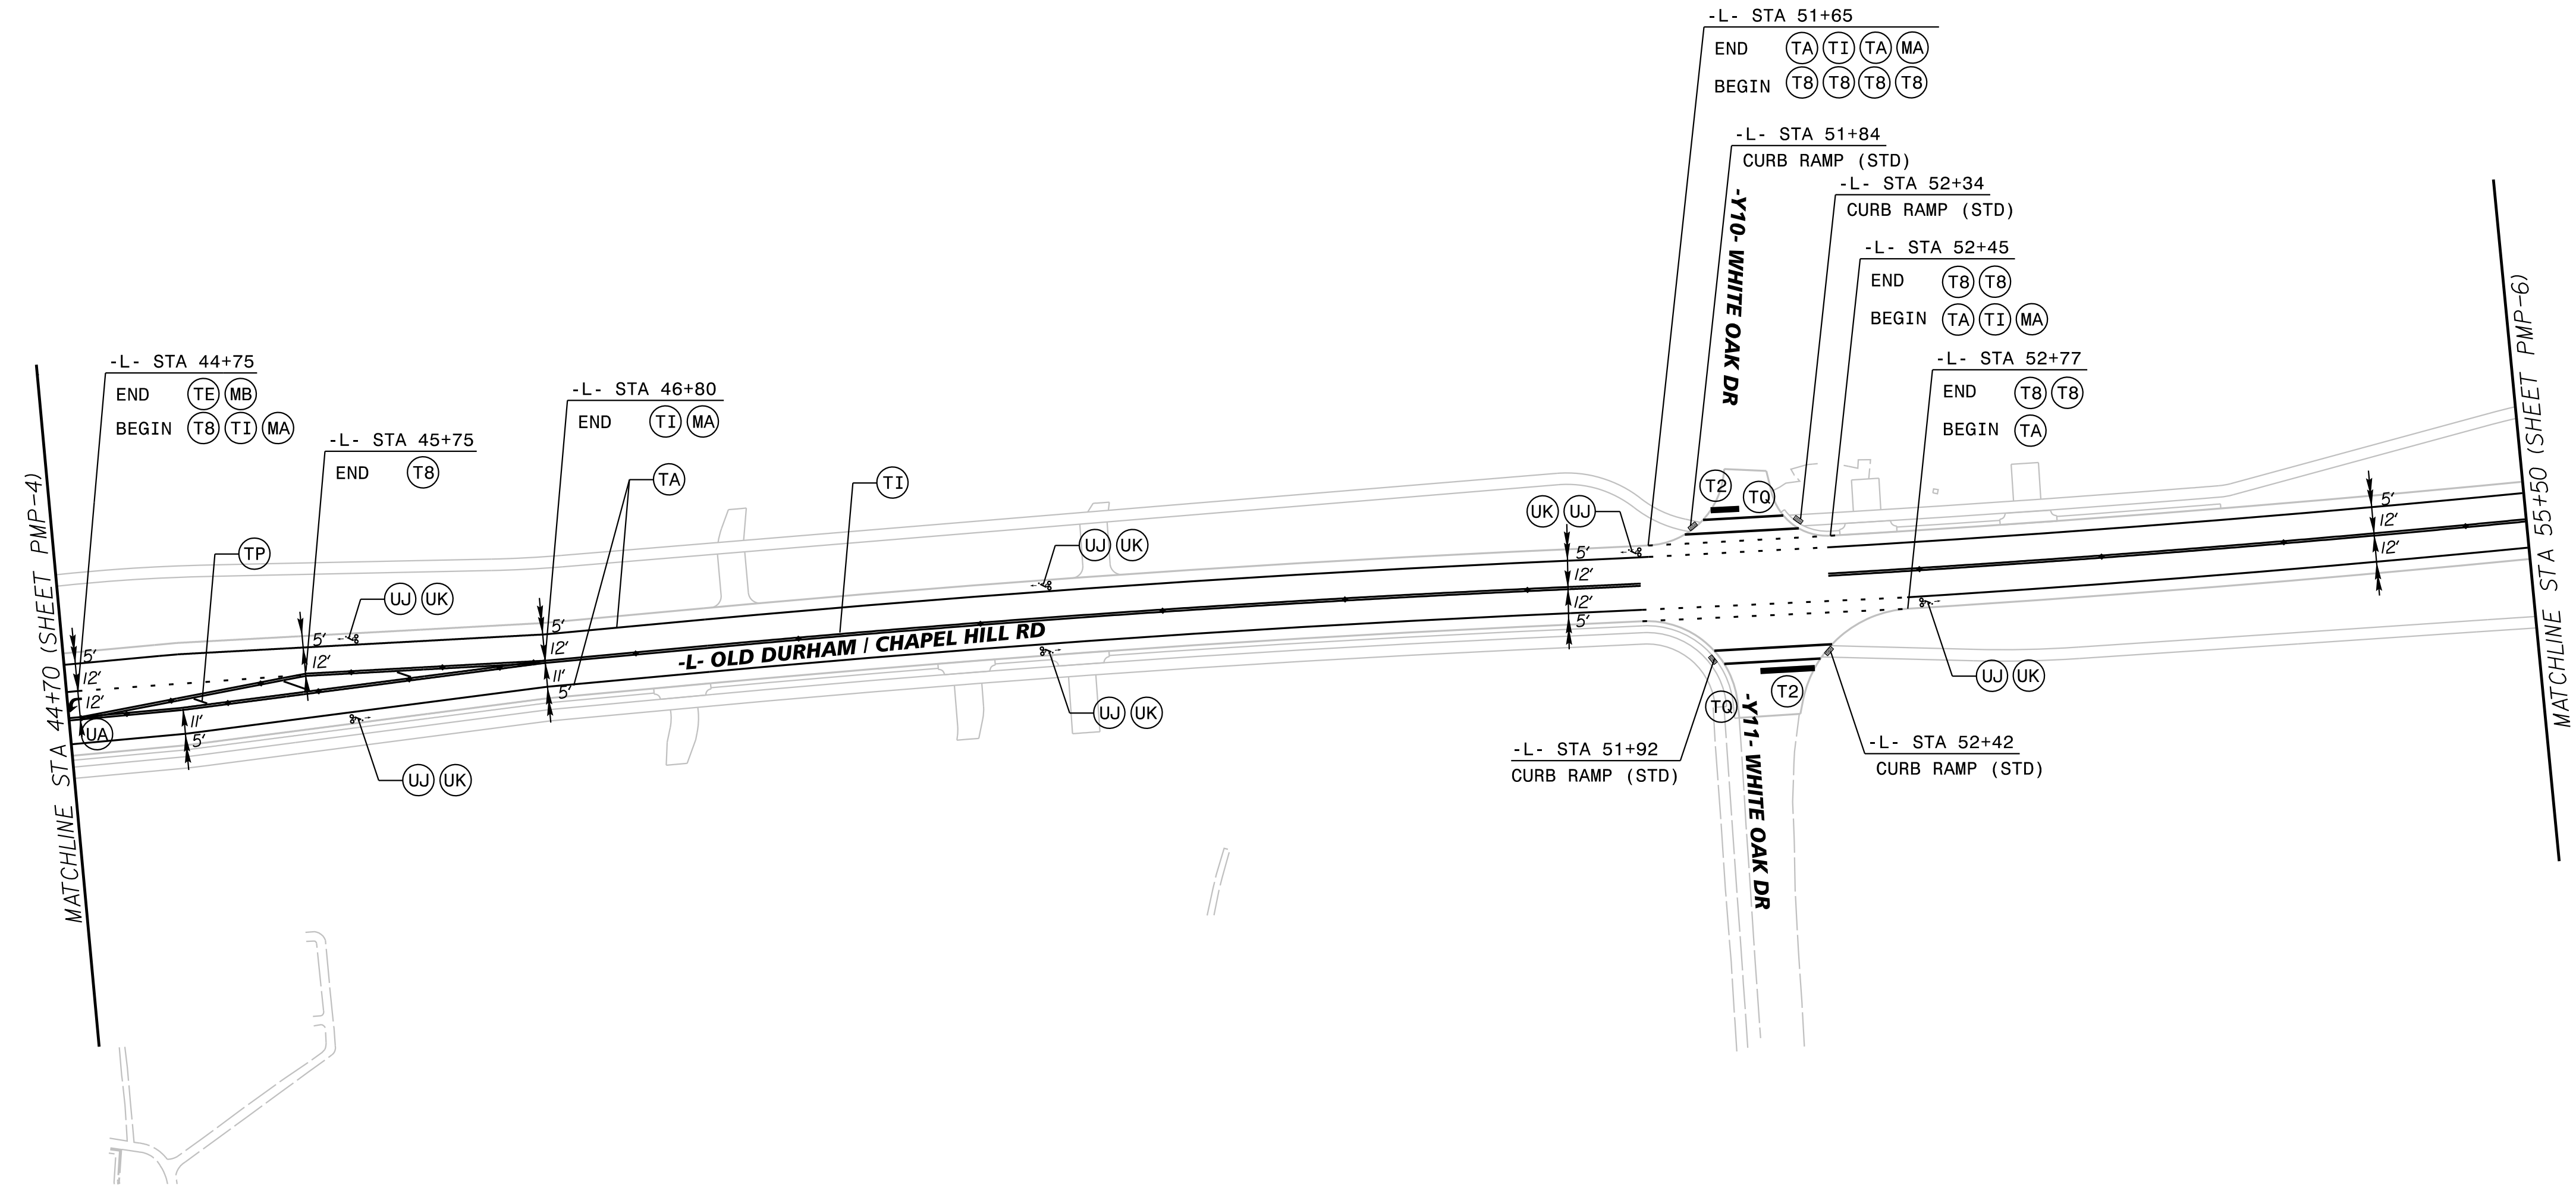 -L- STA 51+65
END TA TI TA MA
BEGIN T8 T8 T8 T8
-L- STA 51+84
CURB RAMP (STD)
-L- STA 52+34
CURB RAMP (STD)
-Y10- WHITE OAK DR
-L- STA 52+45
END T8 T8
BEGIN TA TI MA
-L- STA 52+77
END T8 T8
BEGIN TA
-L- STA 44+75
END TE MB
BEGIN T8 TI MA
-L- STA 45+75
END T8
-L- STA 46+80
END TI MA
TA
TI
T2
TQ
UK UJ
UJ UK
TP
UJ UK
MATCHLINE STA 44+70 (SHEET PMP-4)
MATCHLINE STA 55+50 (SHEET PMP-6)
5'
12'
12'
5'
12'
12'
5'
5'
12'
11'
5'
5'
12'
5'
12'
12'
11'
5'
UA
-L- OLD DURHAM / CHAPEL HILL RD
UJ UK
UJ UK
UJ UK
T2
TQ
-Y11- WHITE OAK DR
-L- STA 51+92
CURB RAMP (STD)
-L- STA 52+42
CURB RAMP (STD)